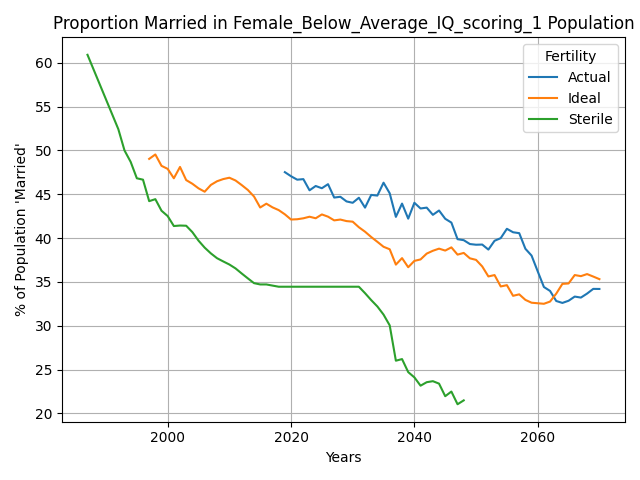 Proportion Married in Female_Below_Average_IQ_scoring_1 Population
% of Population 'Married'
60
55
50
45
40
35
30
25
20
Fertility
Actual
Ideal
Sterile
2000
2020
2040
2060
Years